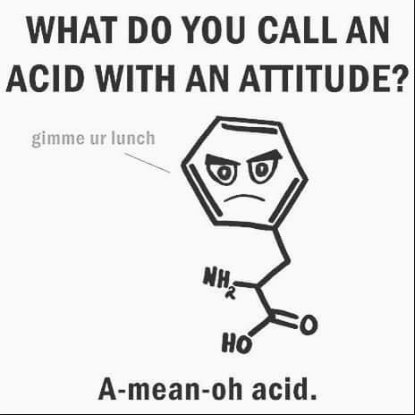 WHAT DO YOU CALL AN
ACID WITH AN ATTITUDE?
gimme ur lunch
NH2
HO
O
A-mean-oh acid.